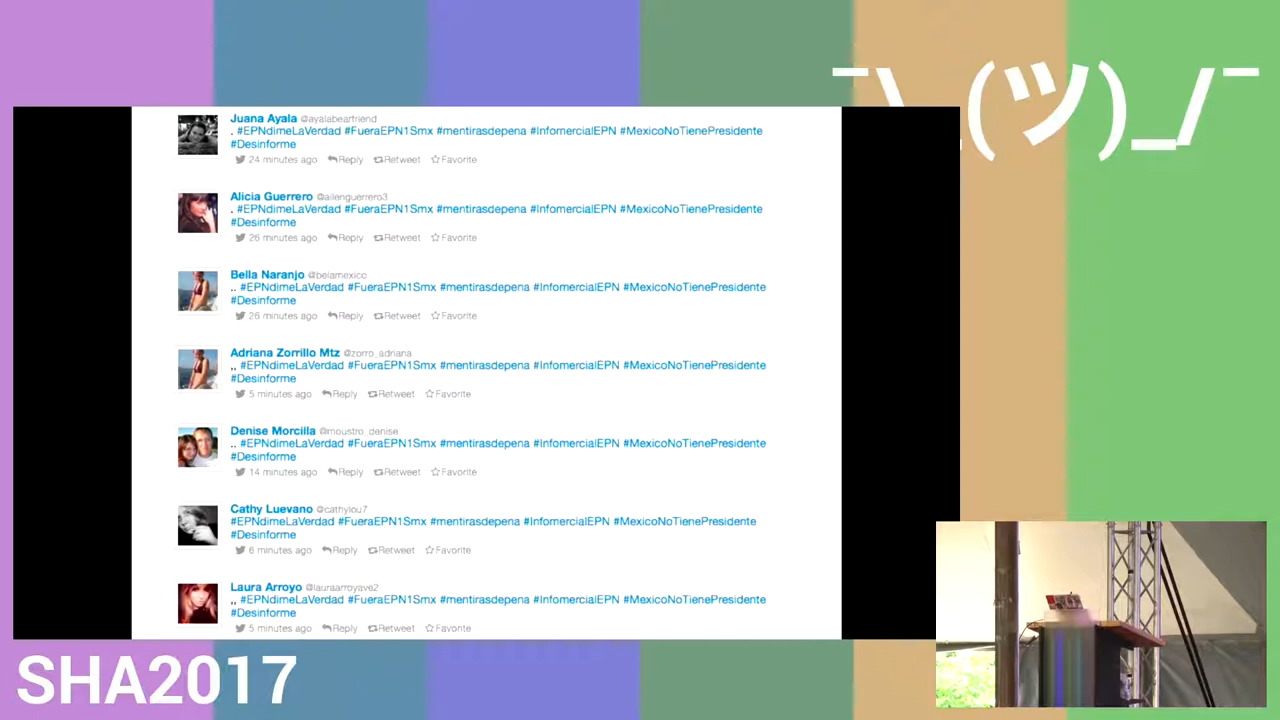 ¯\_(ツ)_/¯
Juana Ayala @ayalabearfriend
. #EPNdimeLaVerdad #FueraEPN1Smx #mentirasdepena #InfomercialEPN #MexicoNoTienePresidente
#Desinforme
24 minutes ago Reply Retweet Favorite
Alicia Guerrero @ailenguerrero3
. #EPNdimeLaVerdad #FueraEPN1Smx #mentirasdepena #InfomercialEPN #MexicoNoTienePresidente
#Desinforme
26 minutes ago Reply Retweet Favorite
Bella Naranjo @belamexico
.. #EPNdimeLaVerdad #FueraEPN1Smx #mentirasdepena #InfomercialEPN #MexicoNoTienePresidente
#Desinforme
26 minutes ago Reply Retweet Favorite
Adriana Zorrillo Mtz @zorro_adriana
,, #EPNdimeLaVerdad #FueraEPN1Smx #mentirasdepena #InfomercialEPN #MexicoNoTienePresidente
#Desinforme
5 minutes ago Reply Retweet Favorite
Denise Morcilla @moustro_denise
.. #EPNdimeLaVerdad #FueraEPN1Smx #mentirasdepena #InfomercialEPN #MexicoNoTienePresidente
#Desinforme
14 minutes ago Reply Retweet Favorite
Cathy Luevano @cathylou7
#EPNdimeLaVerdad #FueraEPN1Smx #mentirasdepena #InfomercialEPN #MexicoNoTienePresidente
#Desinforme
6 minutes ago Reply Retweet Favorite
Laura Arroyo @lauraarroyave2
,, #EPNdimeLaVerdad #FueraEPN1Smx #mentirasdepena #InfomercialEPN #MexicoNoTienePresidente
#Desinforme
5 minutes ago Reply Retweet Favorite
SHA2017